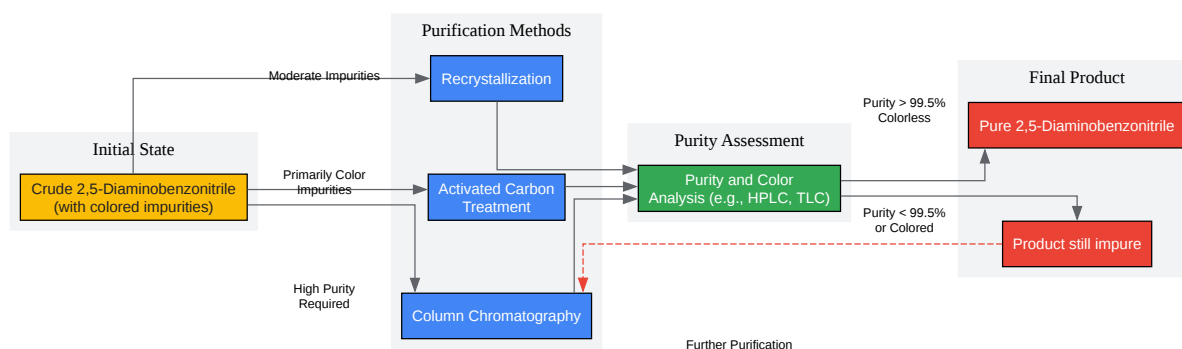 Purification Methods
Recrystallization
Moderate Impurities
Final Product
Purity > 99.5%
Colorless
Pure 2,5-Diaminobenzonitrile
Initial State
Purity Assessment
Crude 2,5-Diaminobenzonitrile
(with colored impurities)
Primarily Color
Impurities
Activated Carbon
Treatment
Purity and Color
Analysis (e.g., HPLC, TLC)
Purity < 99.5%
or Colored
Product still impure
High Purity
Required
Column Chromatography
Further Purification